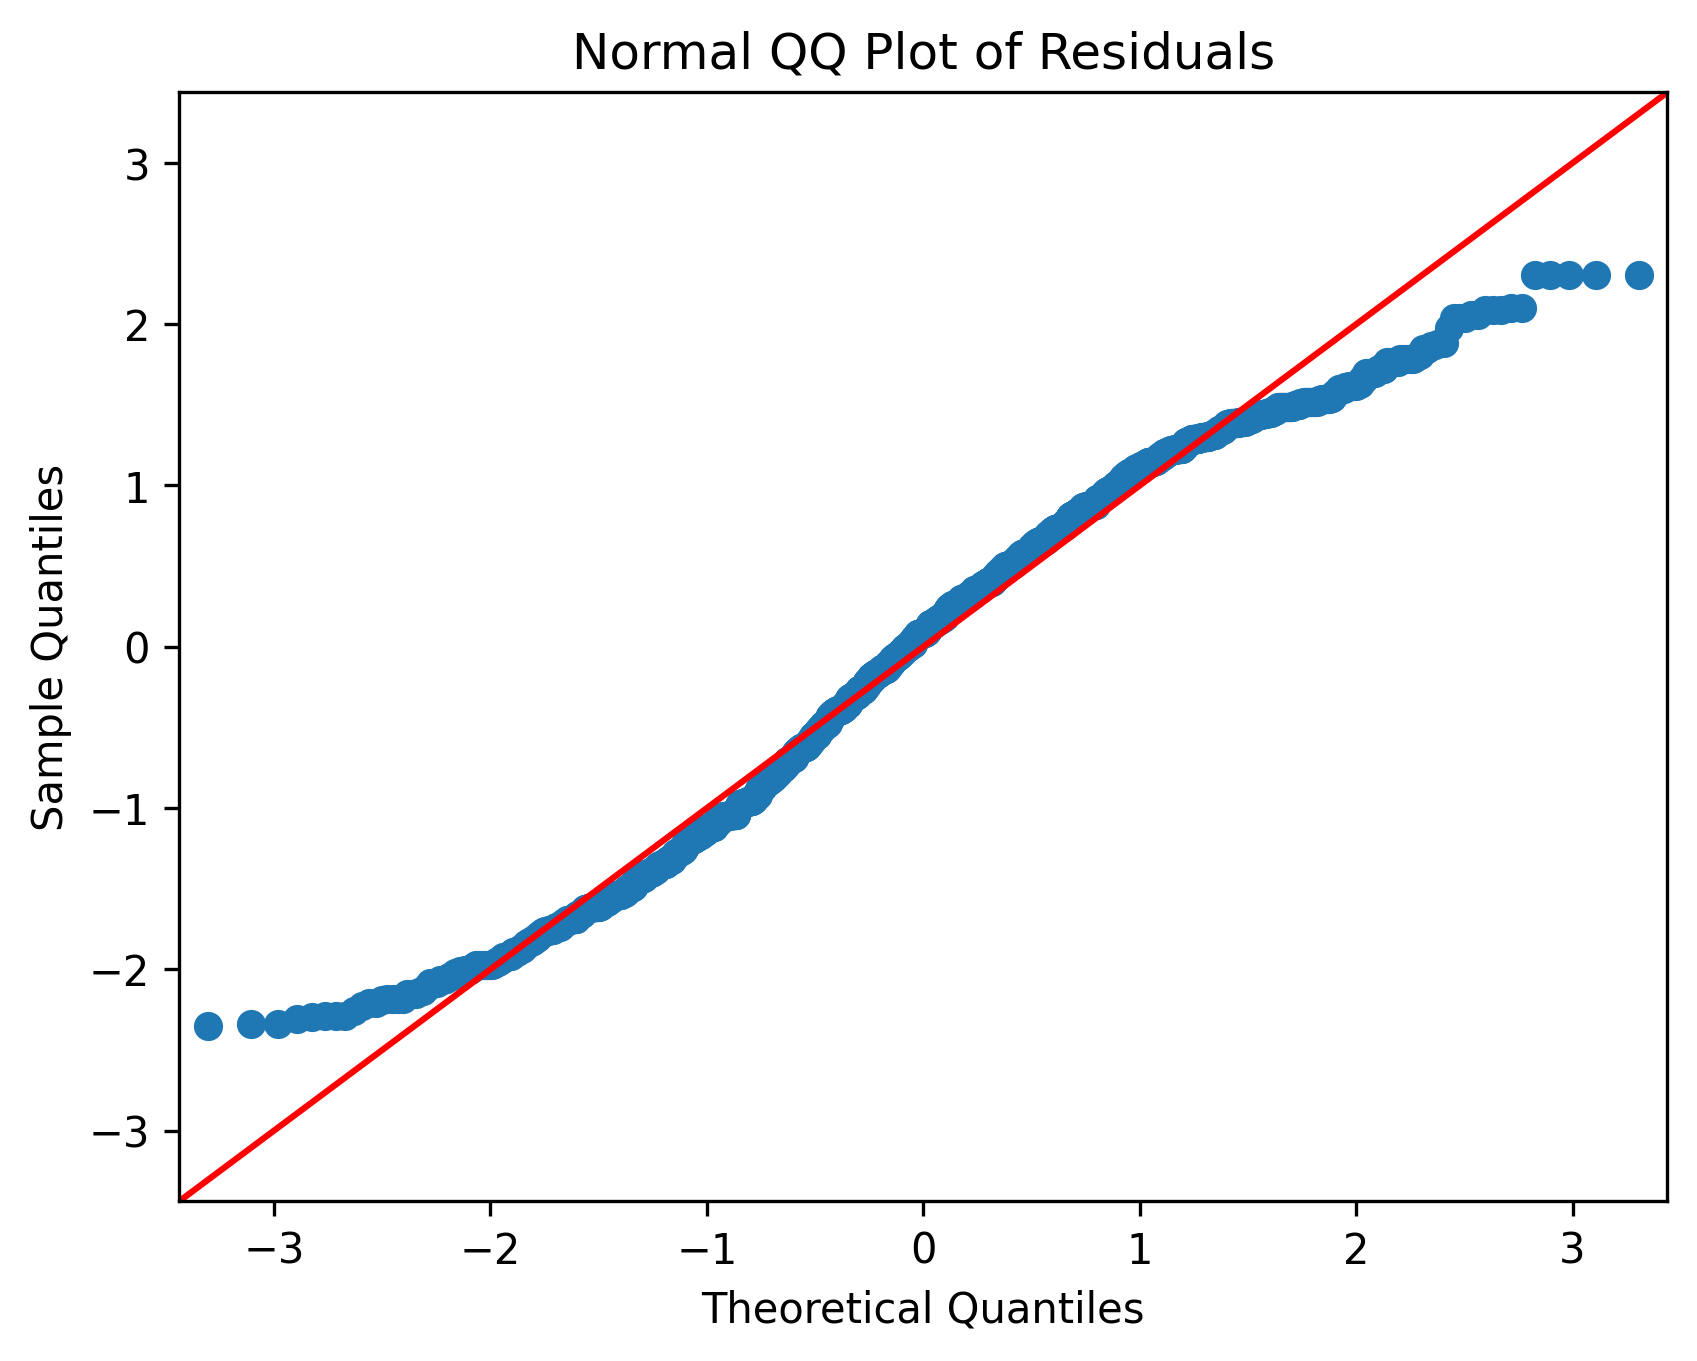 Normal QQ Plot of Residuals
3
2
1
0
−1
−2
−3
Sample Quantiles
−3 −2 −1 0 1 2 3
Theoretical Quantiles